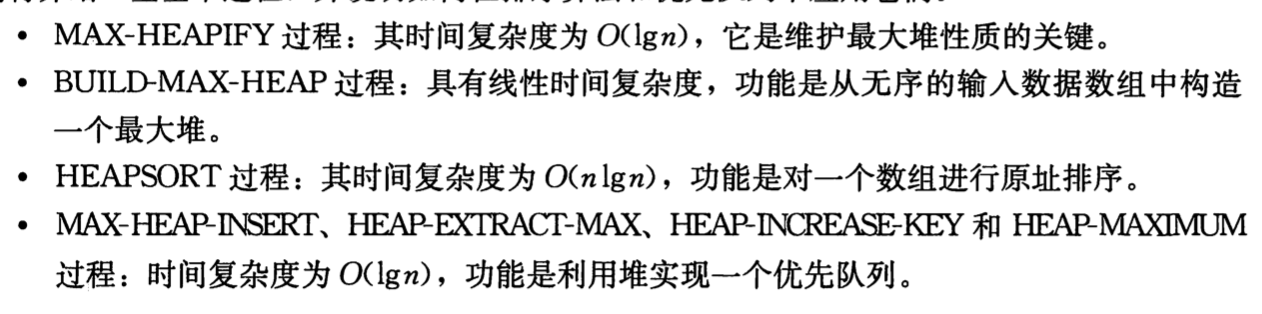 • MAX-HEAPIFY 过程：其时间复杂度为 O(lgn)，它是维护最大堆性质的关键。
• BUILD-MAX-HEAP 过程：具有线性时间复杂度，功能是从无序的输入数据数组中构造
一个最大堆。
• HEAPSORT 过程：其时间复杂度为 O(nlgn)，功能是对一个数组进行原址排序。
• MAX-HEAP-INSERT、HEAP-EXTRACT-MAX、HEAP-INCREASE-KEY 和 HEAP-MAXIMUM
过程：时间复杂度为 O(lgn)，功能是利用堆实现一个优先队列。